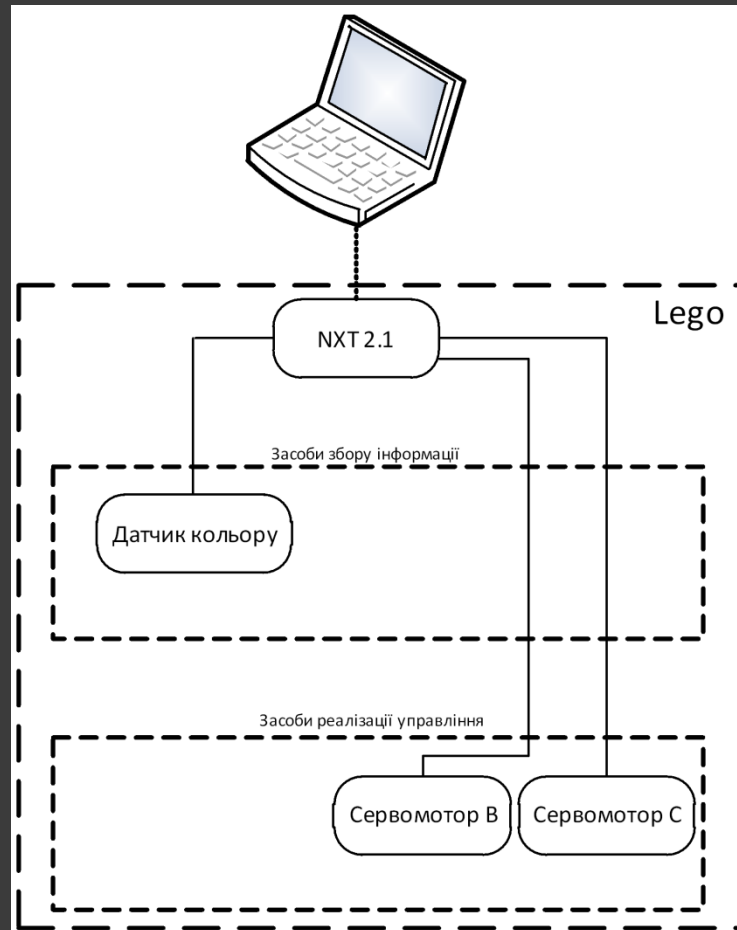 Lego
NXT 2.1
Засоби збору інформації
Датчик кольору
Засоби реалізації управління
Сервомотор B
Сервомотор C